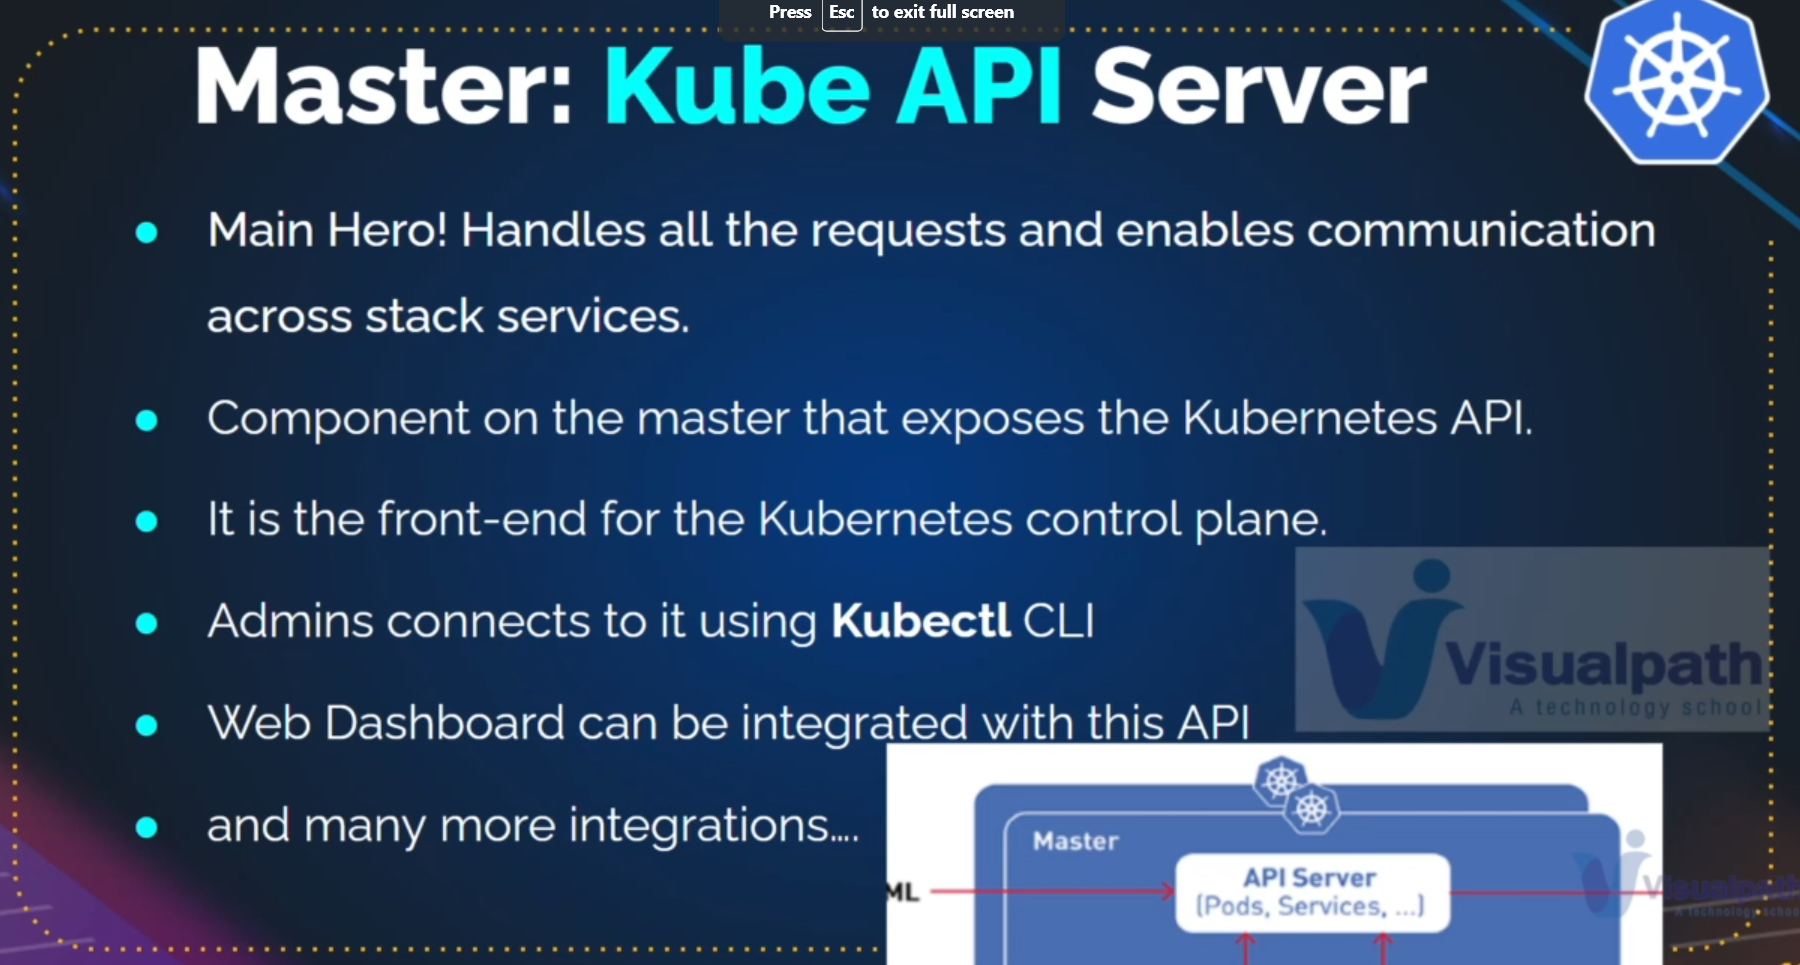 Press Esc to exit full screen
Master: Kube API Server
Main Hero! Handles all the requests and enables communication
across stack services.
Component on the master that exposes the Kubernetes API.
It is the front-end for the Kubernetes control plane.
Admins connects to it using Kubectl CLI
Visualpath
A technology school
Web Dashboard can be integrated with this API
and many more integrations....
Master
API Server
(Pods, Services, ...)
ML
Visualpath
A technology school